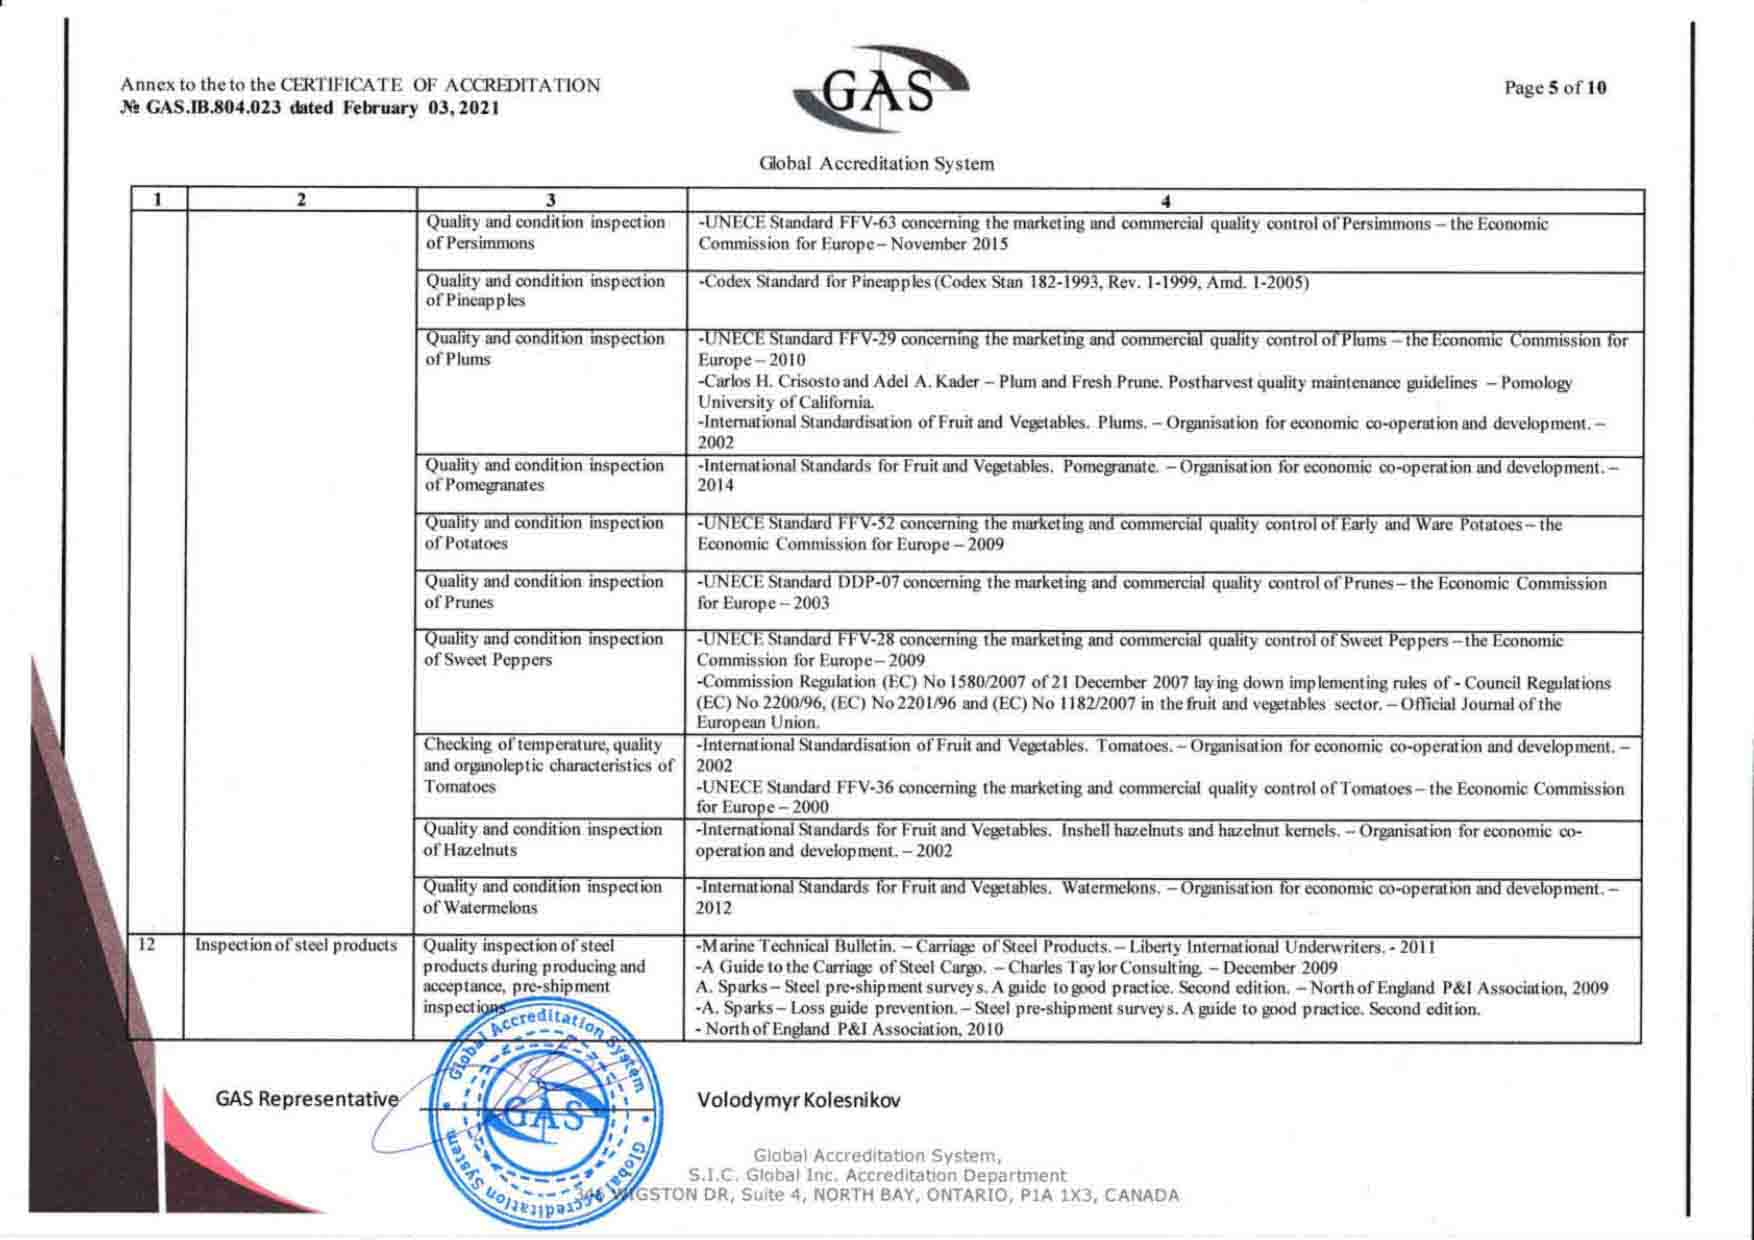 Annex to the to the CERTIFICATE OF ACCREDITATION
№ GAS.IB.804.023 dated February 03, 2021
GAS
Global Accreditation System
Page 5 of 10
1 2 3 4
Quality and condition inspection
of Persimmons
-UNECE Standard FFV-63 concerning the marketing and commercial quality control of Persimmons – the Economic
Commission for Europe – November 2015
Quality and condition inspection
of Pineapples
-Codex Standard for Pineapples (Codex Stan 182-1993, Rev. 1-1999, Amd. 1-2005)
Quality and condition inspection
of Plums
-UNECE Standard FFV-29 concerning the marketing and commercial quality control of Plums – the Economic Commission for
Europe – 2010
-Carlos H. Crisosto and Adel A. Kader – Plum and Fresh Prune. Postharvest quality maintenance guidelines – Pomology
University of California.
-International Standardisation of Fruit and Vegetables. Plums. – Organisation for economic co-operation and development. –
2002
Quality and condition inspection
of Pomegranates
-International Standards for Fruit and Vegetables. Pomegranate. – Organisation for economic co-operation and development. –
2014
Quality and condition inspection
of Potatoes
-UNECE Standard FFV-52 concerning the marketing and commercial quality control of Early and Ware Potatoes – the
Economic Commission for Europe – 2009
Quality and condition inspection
of Prunes
-UNECE Standard DDP-07 concerning the marketing and commercial quality control of Prunes – the Economic Commission
for Europe – 2003
Quality and condition inspection
of Sweet Peppers
-UNECE Standard FFV-28 concerning the marketing and commercial quality control of Sweet Peppers – the Economic
Commission for Europe – 2009
-Commission Regulation (EC) No 1580/2007 of 21 December 2007 laying down implementing rules of - Council Regulations
(EC) No 2200/96, (EC) No 2201/96 and (EC) No 1182/2007 in the fruit and vegetables sector. – Official Journal of the
European Union.
Checking of temperature, quality
and organoleptic characteristics of
Tomatoes
-International Standardisation of Fruit and Vegetables. Tomatoes. – Organisation for economic co-operation and development. –
2002
-UNECE Standard FFV-36 concerning the marketing and commercial quality control of Tomatoes – the Economic Commission
for Europe – 2000
Quality and condition inspection
of Hazelnuts
-International Standards for Fruit and Vegetables. Inshell hazelnuts and hazelnut kernels. – Organisation for economic co-
operation and development. – 2002
Quality and condition inspection
of Watermelons
-International Standards for Fruit and Vegetables. Watermelons. – Organisation for economic co-operation and development. –
2012
12
Inspection of steel products
Quality inspection of steel
products during producing and
acceptance, pre-shipment
inspections
-Marine Technical Bulletin. – Carriage of Steel Products. – Liberty International Underwriters. - 2011
-A Guide to the Carriage of Steel Cargo. – Charles Taylor Consulting. – December 2009
A. Sparks – Steel pre-shipment surveys. A guide to good practice. Second edition. – North of England P&I Association, 2009
-A. Sparks – Loss guide prevention. – Steel pre-shipment surveys. A guide to good practice. Second edition.
- North of England P&I Association, 2010
GAS Representative
Global Accreditation System • Global Accreditation System •
GAS
Volodymyr Kolesnikov
Global Accreditation System,
S.I.C. Global Inc. Accreditation Department
WIGSTON DR, Suite 4, NORTH BAY, ONTARIO, P1A 1X3, CANADA